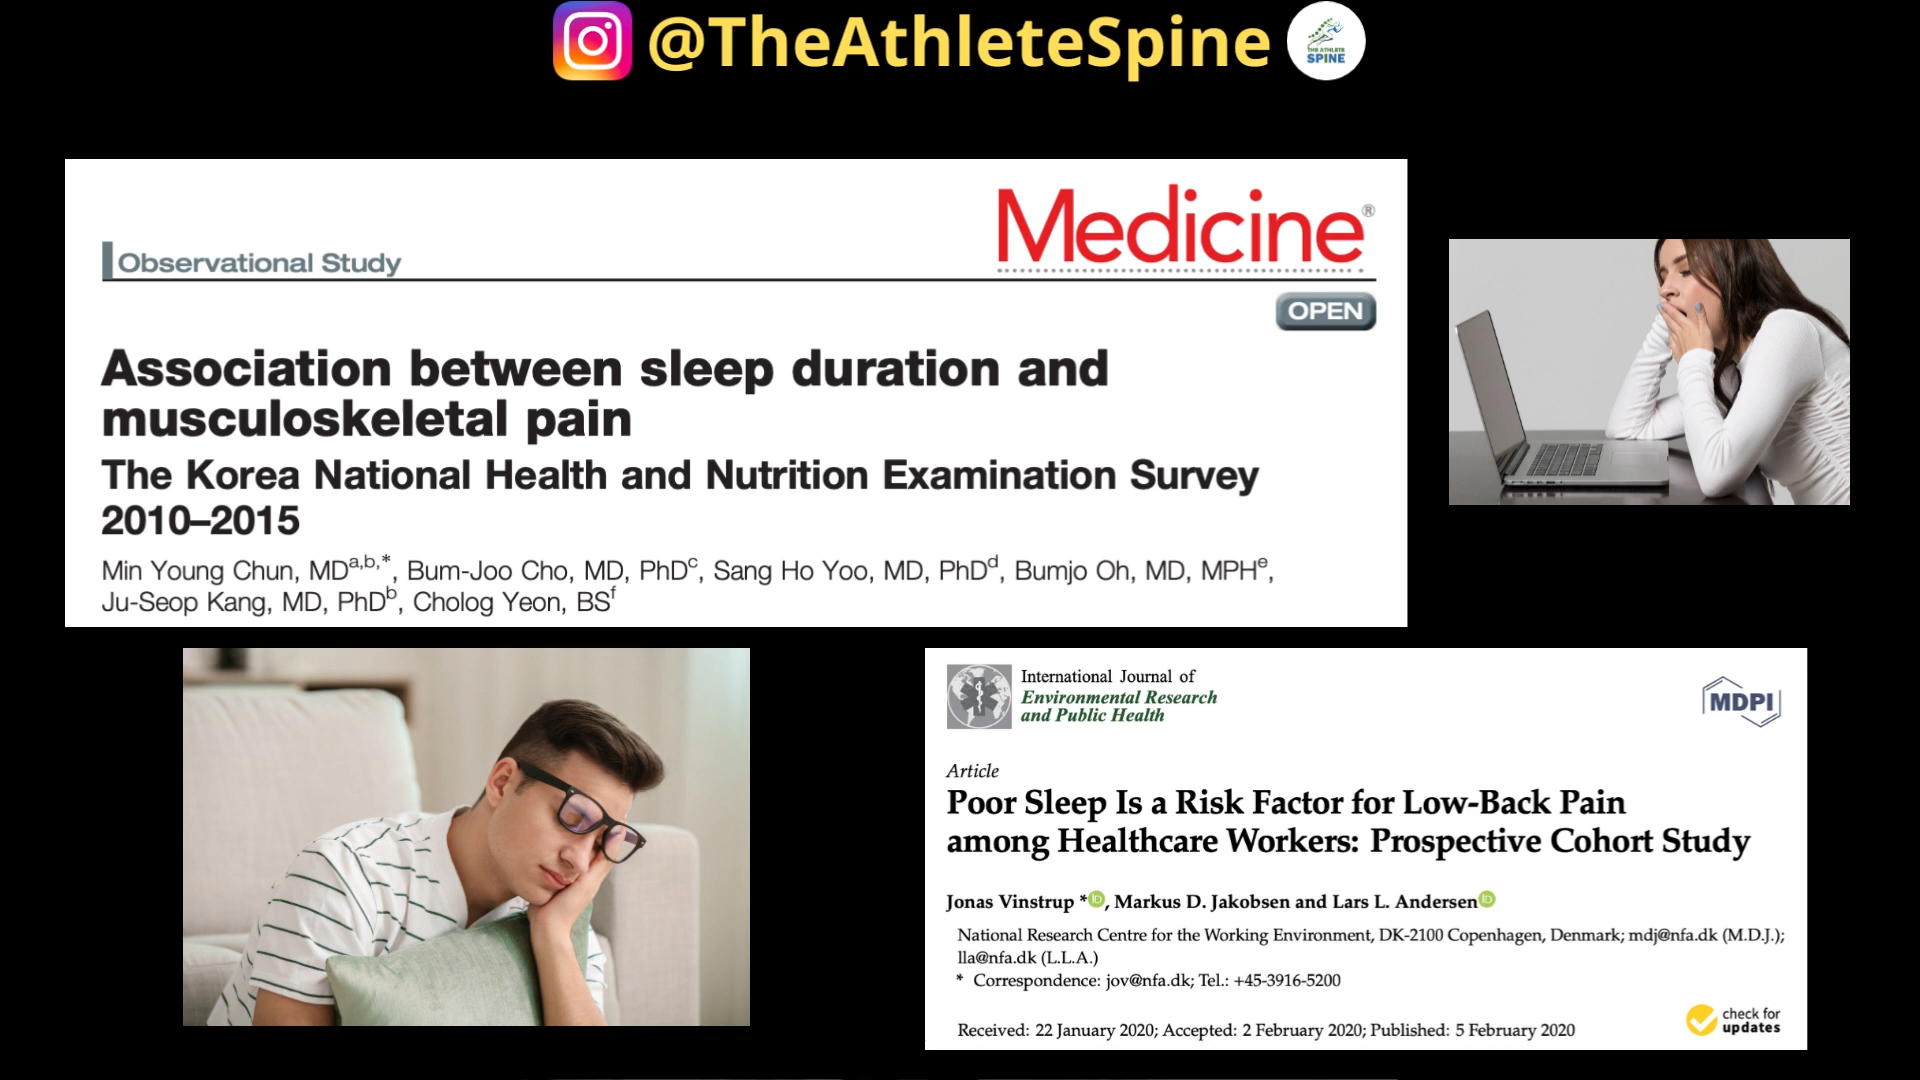 @TheAthleteSpine
THE ATHLETE
SPINE
Observational Study
Medicine®
OPEN
Association between sleep duration and
musculoskeletal pain
The Korea National Health and Nutrition Examination Survey
2010–2015
Min Young Chun, MDa,b,*, Bum-Joo Cho, MD, PhDc, Sang Ho Yoo, MD, PhDd, Bumjo Oh, MD, MPHe,
Ju-Seop Kang, MD, PhDb, Cholog Yeon, BSf
International Journal of
Environmental Research
and Public Health
MDPI
Article
Poor Sleep Is a Risk Factor for Low-Back Pain
among Healthcare Workers: Prospective Cohort Study
Jonas Vinstrup * iD, Markus D. Jakobsen and Lars L. Andersen iD
National Research Centre for the Working Environment, DK-2100 Copenhagen, Denmark; mdj@nfa.dk (M.D.J.);
lla@nfa.dk (L.L.A.)
* Correspondence: jov@nfa.dk; Tel.: +45-3916-5200
Received: 22 January 2020; Accepted: 2 February 2020; Published: 5 February 2020
check for
updates